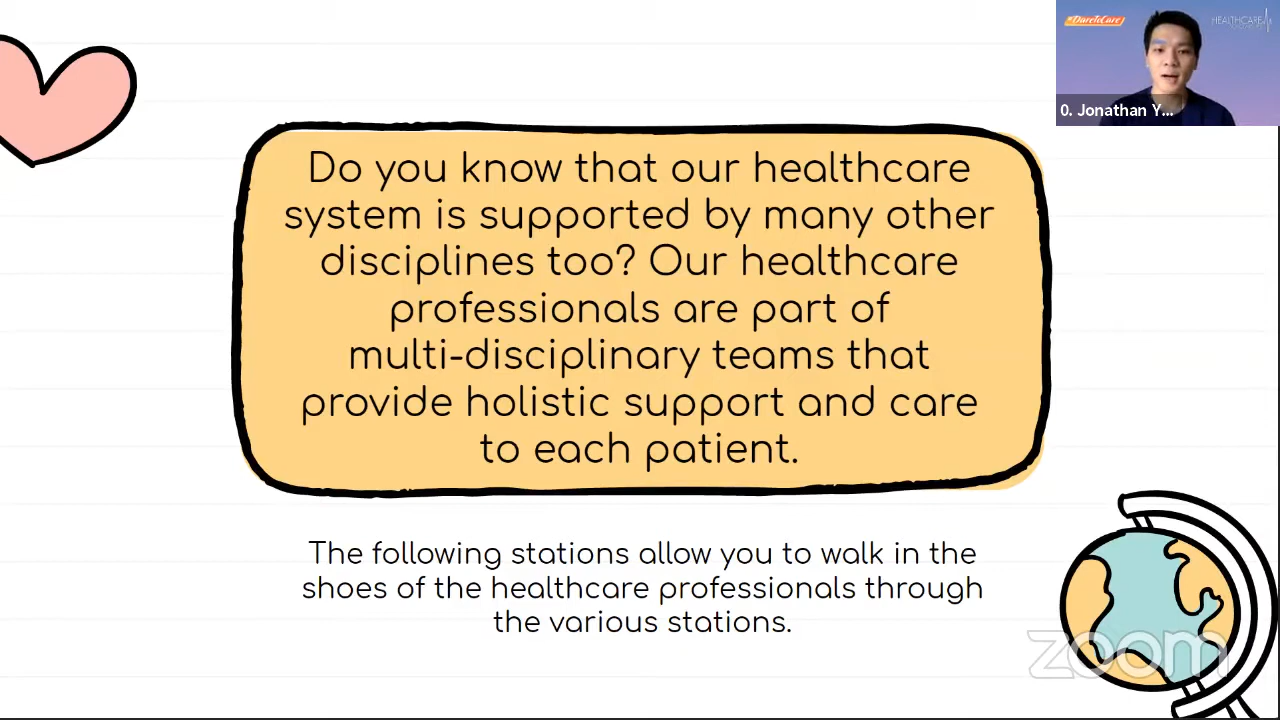 #DareToCare
HEALTHCARE
0. Jonathan Y...
Do you know that our healthcare
system is supported by many other
disciplines too? Our healthcare
professionals are part of
multi-disciplinary teams that
provide holistic support and care
to each patient.
The following stations allow you to walk in the
shoes of the healthcare professionals through
the various stations.
zoom